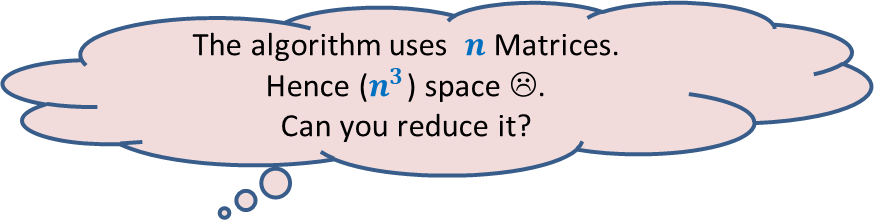 The algorithm uses n Matrices.
Hence (n³) space ☹.
Can you reduce it?